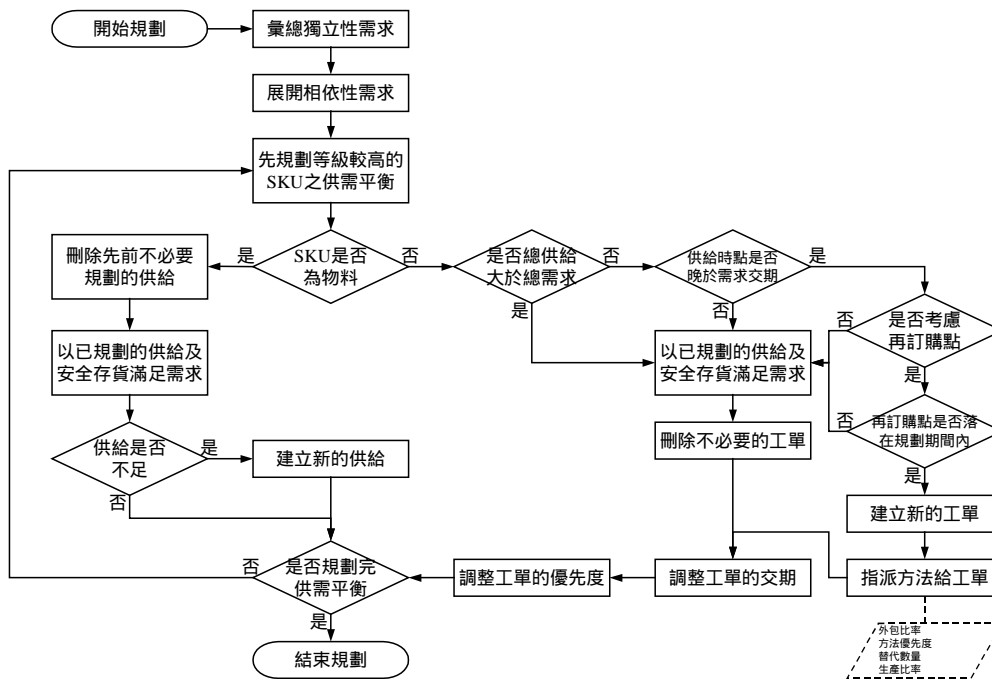 開始規劃
彙總獨立性需求
展開相依性需求
先規劃等級較高的
SKU之供需平衡
SKU是否
為物料
是
否
刪除先前不必要
規劃的供給
以已規劃的供給及
安全存貨滿足需求
供給是否
不足
是
否
建立新的供給
是否總供給
大於總需求
否
是
供給時點是否
晚於需求交期
是
否
是否考慮
再訂購點
否
是
再訂購點是否落
在規劃期間內
否
是
以已規劃的供給及
安全存貨滿足需求
刪除不必要的工單
建立新的工單
指派方法給工單
外包比率
方法優先度
替代數量
生產比率
調整工單的交期
調整工單的優先度
是否規劃完
供需平衡
否
是
結束規劃